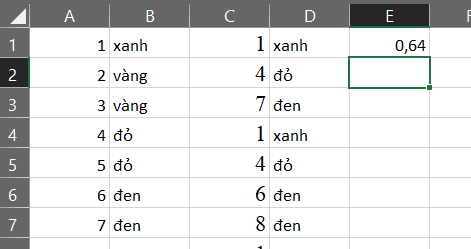 A B C D E
1 1 xanh 1 xanh 0,64
2 2 vàng 4 đỏ
3 3 vàng 7 đen
4 4 đỏ 1 xanh
5 5 đỏ 4 đỏ
6 6 đen 6 đen
7 7 đen 8 đen